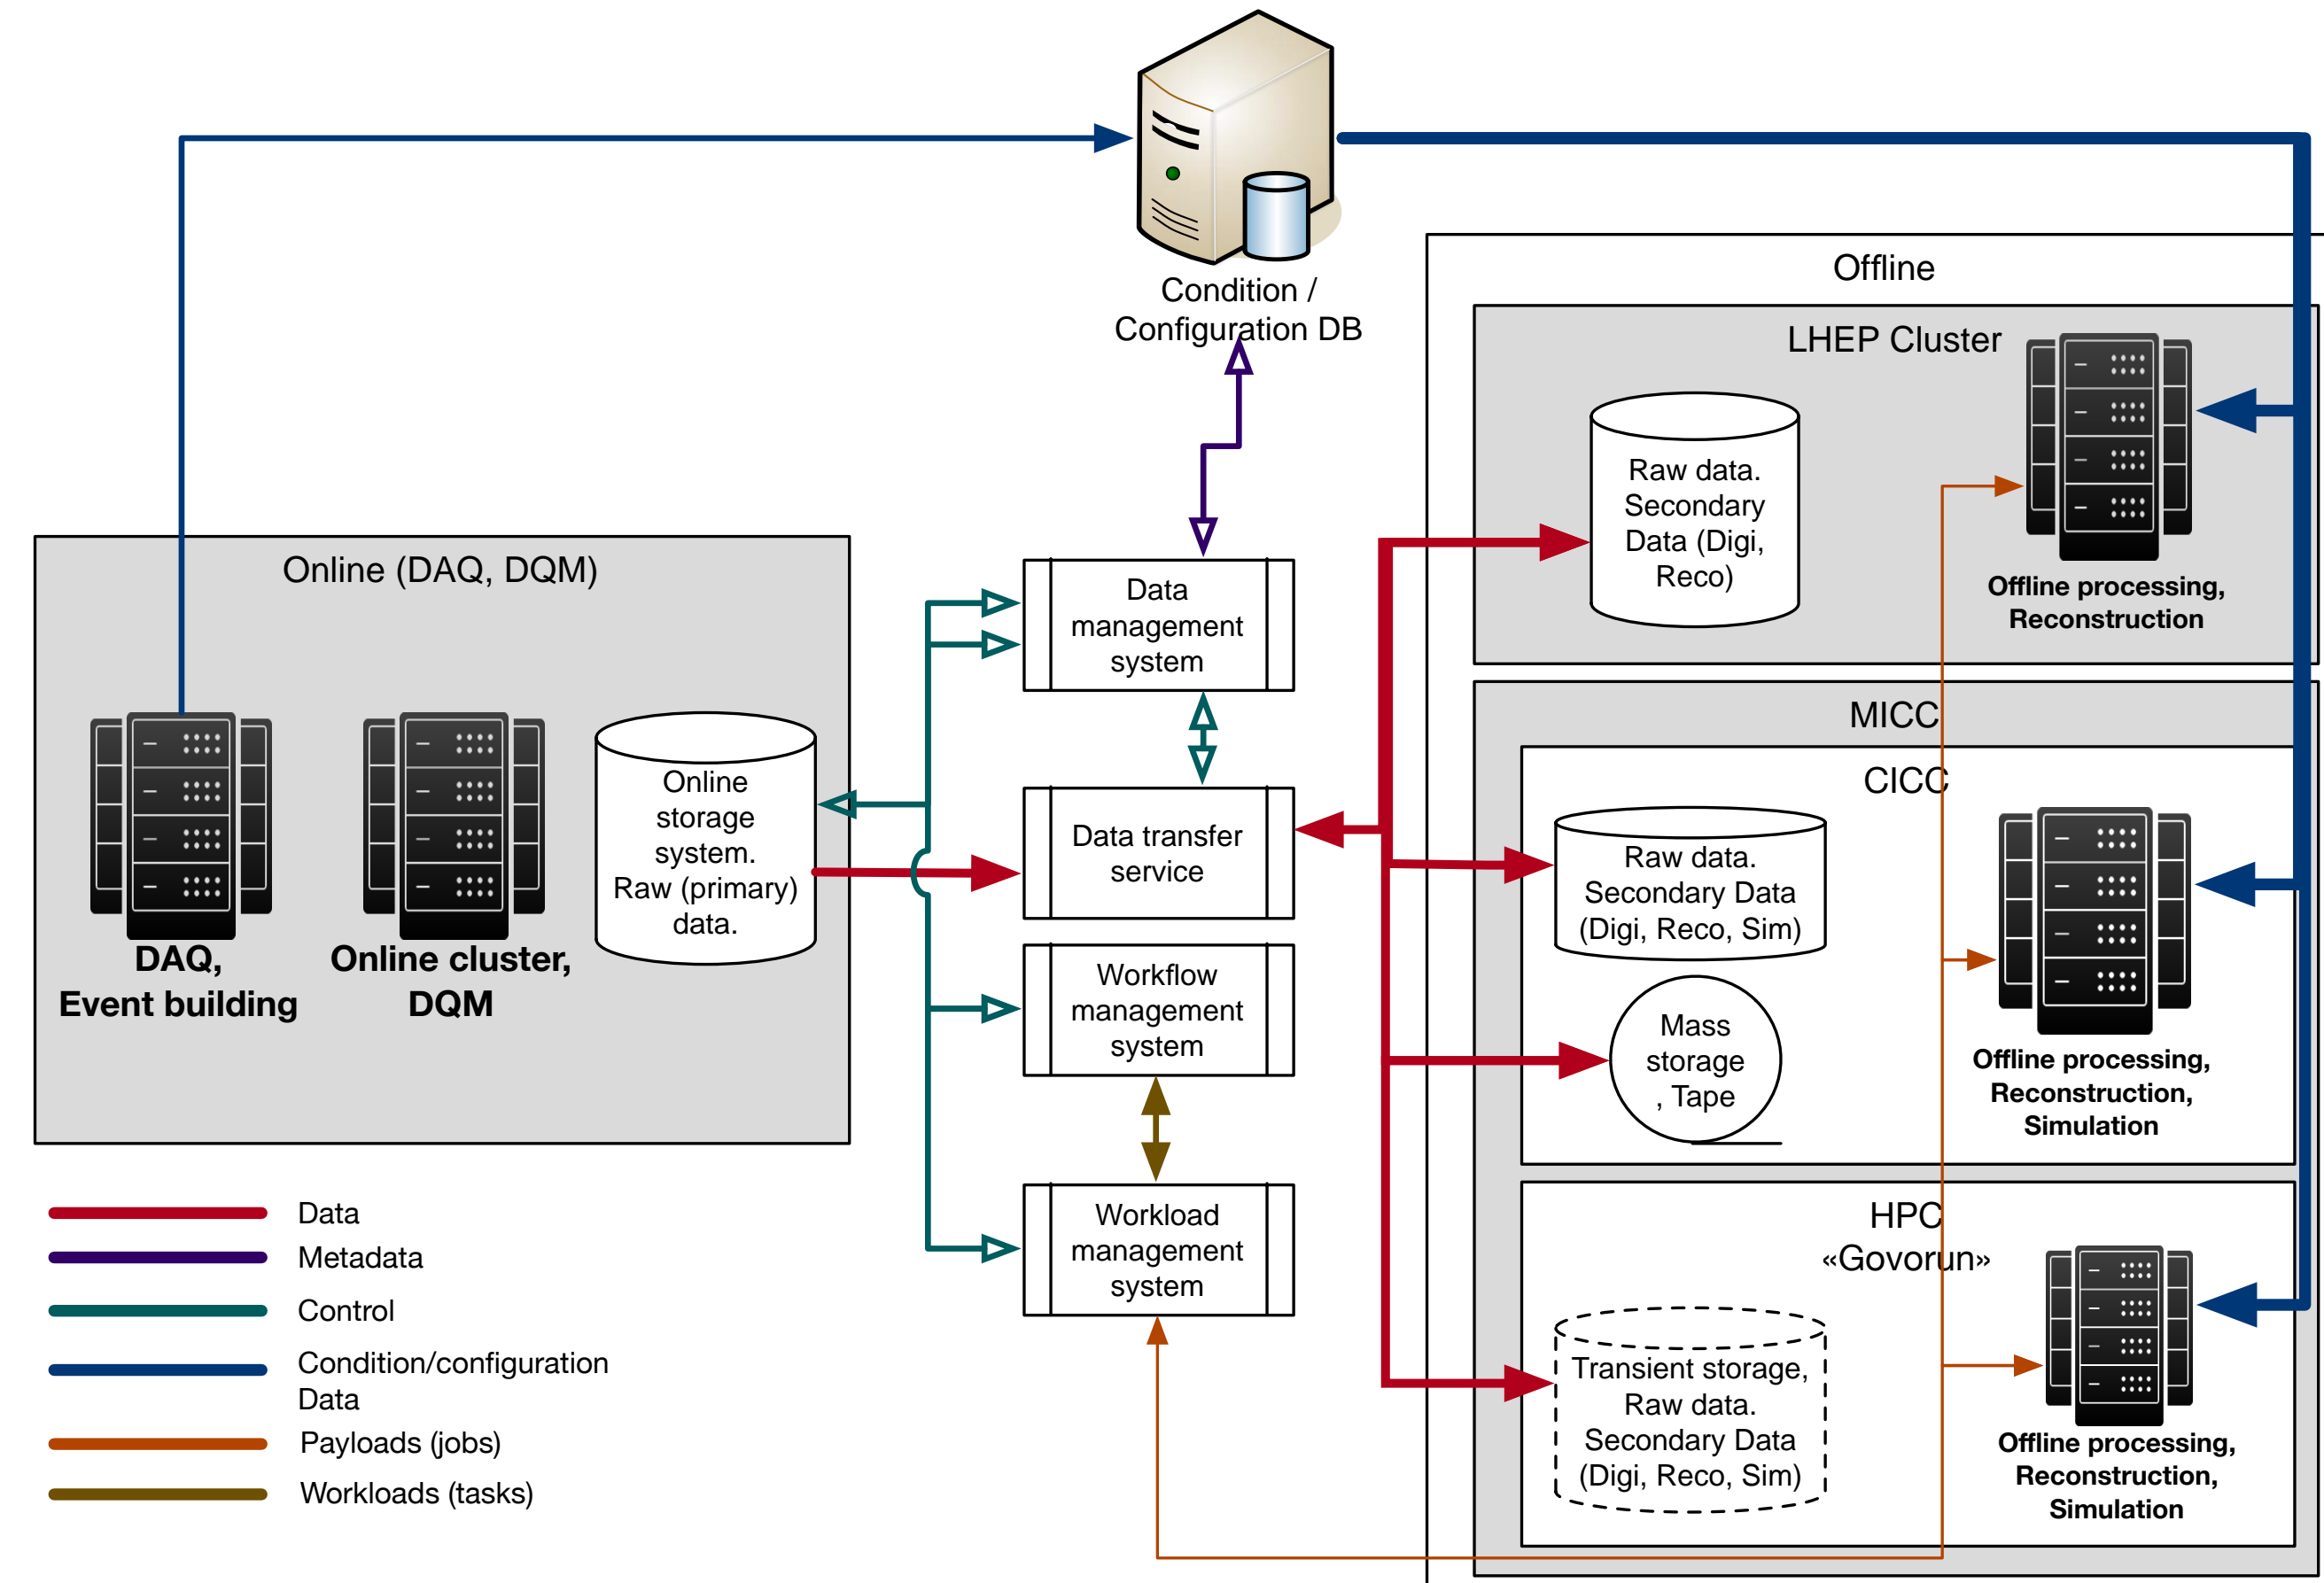 Condition /
Configuration DB
Offline
LHEP Cluster
Raw data.
Secondary
Data (Digi,
Reco)
Offline processing,
Reconstruction
Online (DAQ, DQM)
DAQ,
Event building
Online cluster,
DQM
Online
storage
system.
Raw (primary)
data.
Data
management
system
Data transfer
service
Workflow
management
system
Workload
management
system
MICC
CICC
Raw data.
Secondary Data
(Digi, Reco, Sim)
Mass
storage
, Tape
Offline processing,
Reconstruction,
Simulation
HPC
«Govorun»
Transient storage,
Raw data.
Secondary Data
(Digi, Reco, Sim)
Offline processing,
Reconstruction,
Simulation
Data
Metadata
Control
Condition/configuration
Data
Payloads (jobs)
Workloads (tasks)